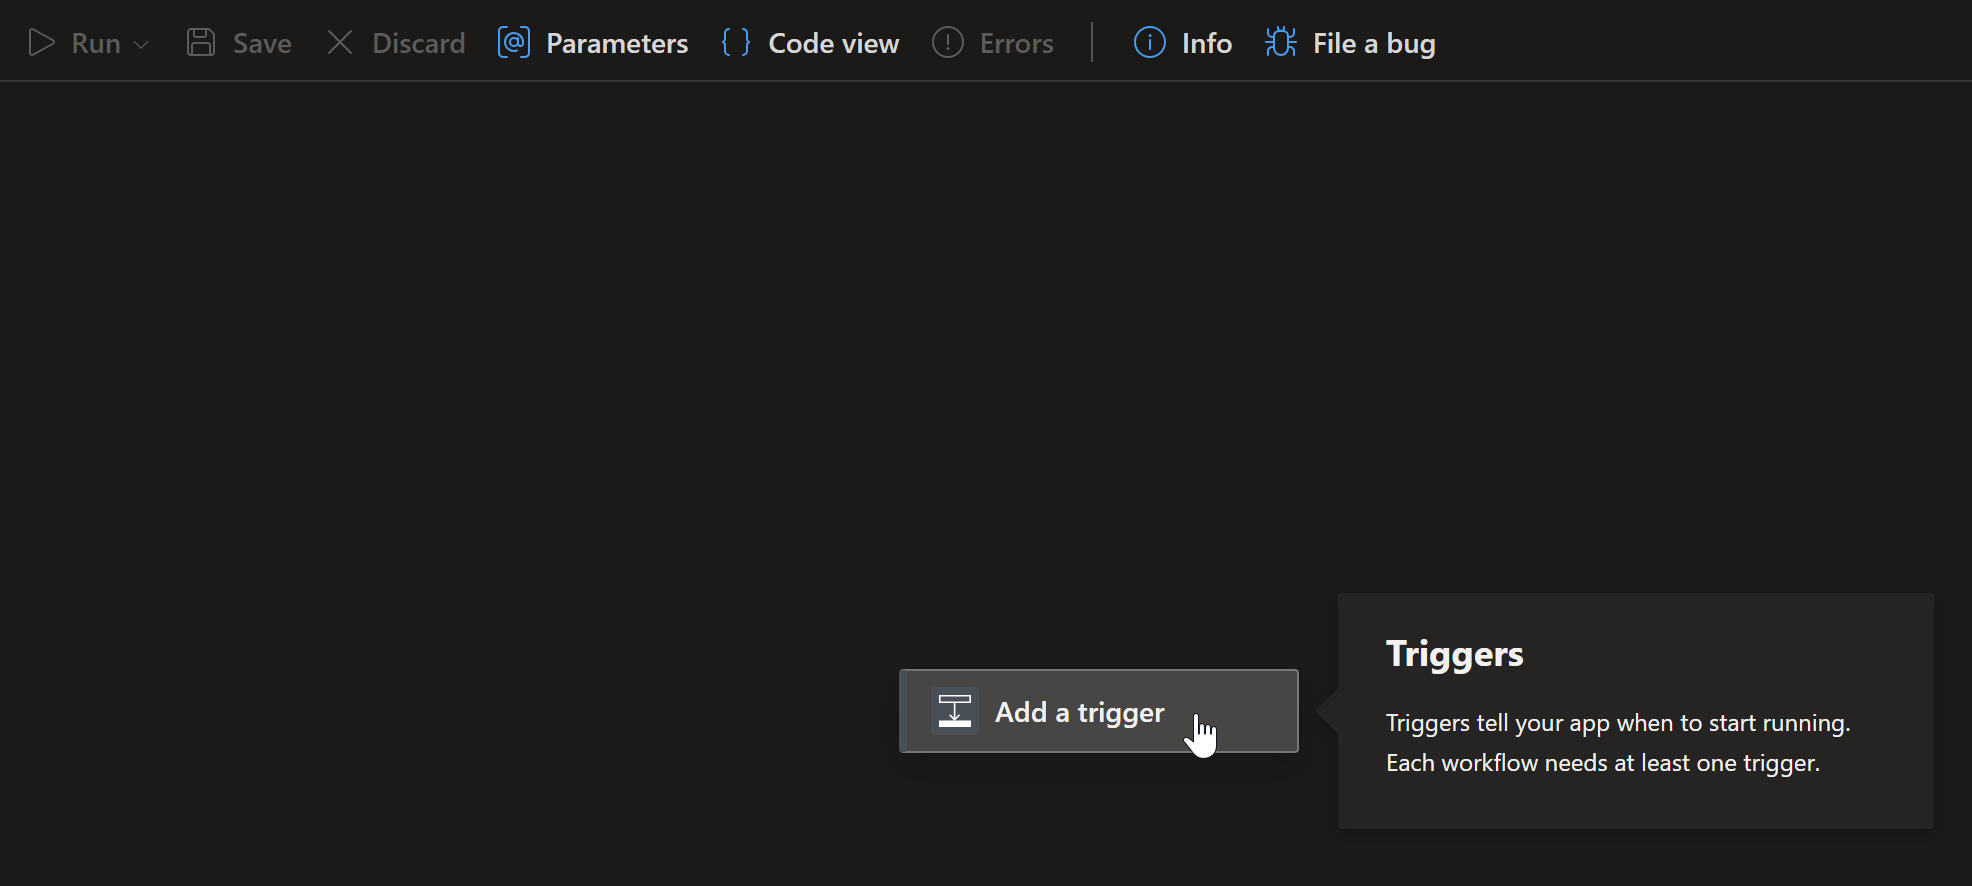 Run Save Discard [@] Parameters { } Code view Errors Info File a bug
Triggers
Add a trigger
Triggers tell your app when to start running.
Each workflow needs at least one trigger.